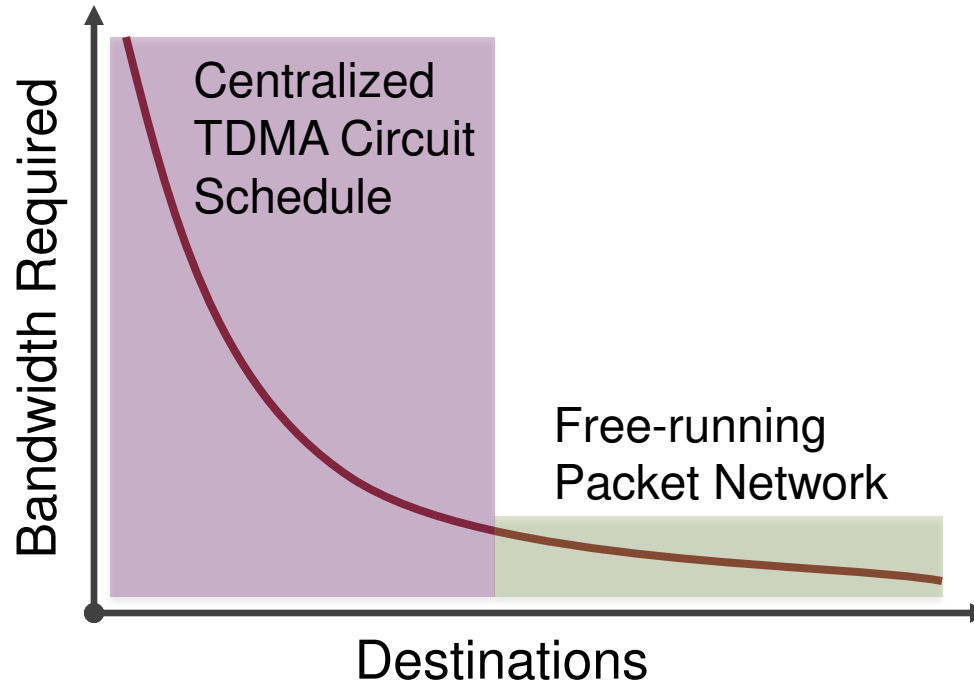 Bandwidth Required
Centralized
TDMA Circuit
Schedule
Free-running
Packet Network
Destinations